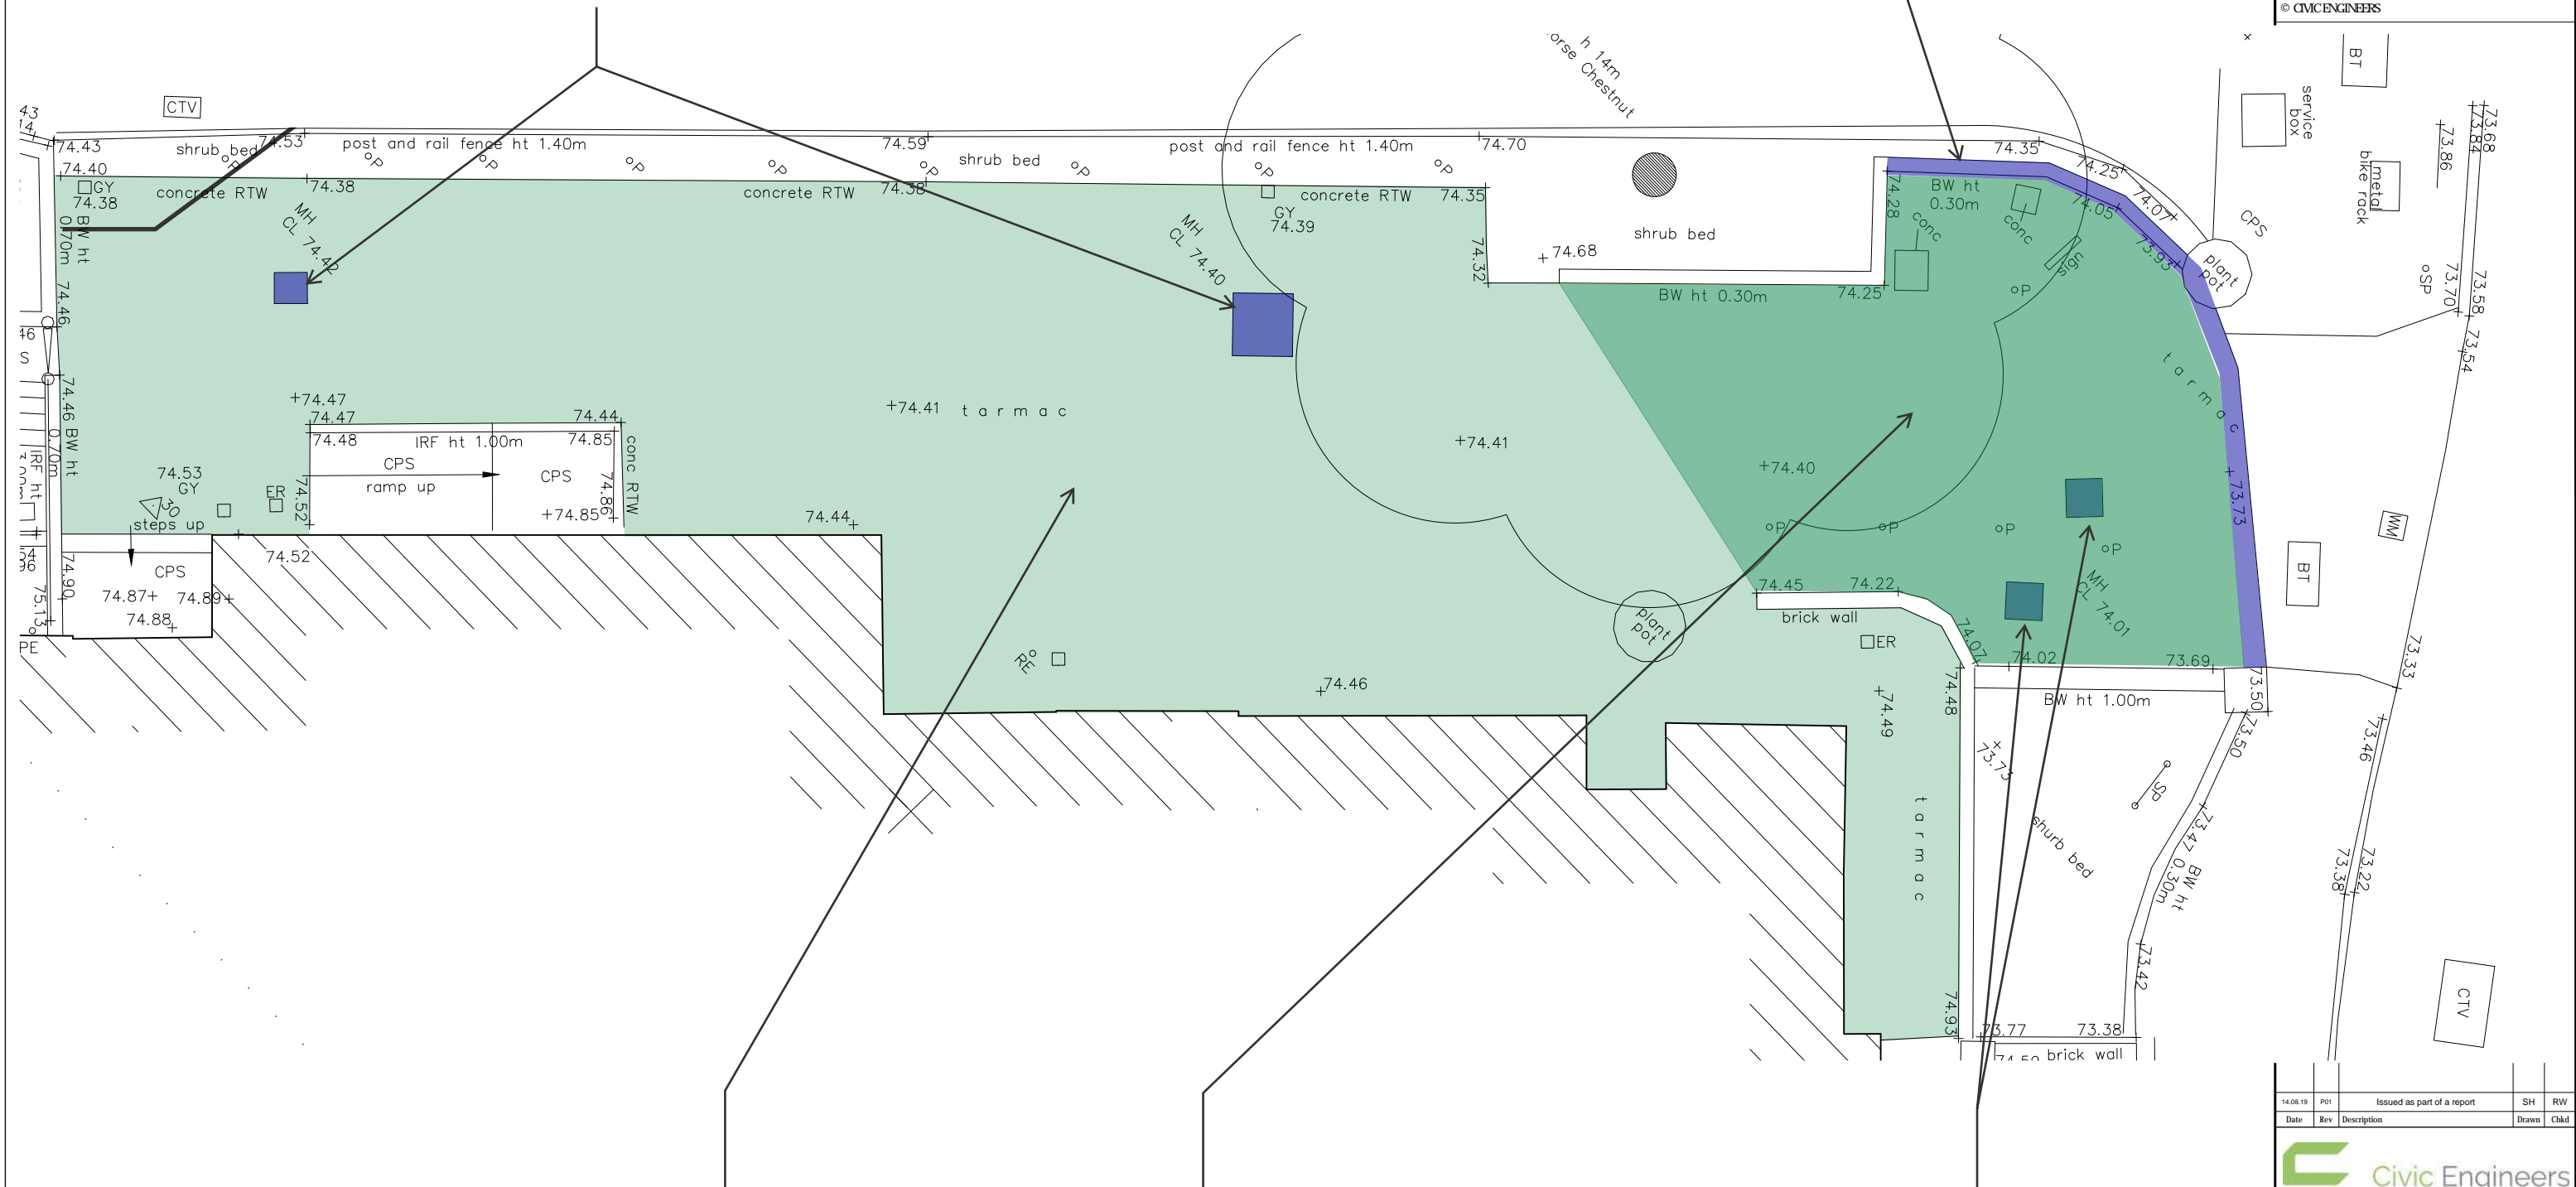 © CIVIC ENGINEERS
h 14m
orse Chestnut
BT
service
box
CTV
43
14
74.43
74.40
shrub bed
74.53
post and rail fence ht 1.40m
74.59
shrub bed
post and rail fence ht 1.40m
74.70
74.35
74.25
74.07
73.68
73.84
73.86
metal
bike rack
GY
74.38
concrete RTW
74.38
concrete RTW
74.38
concrete RTW
74.35
GY
74.39
P
P
P
P
P
P
P
P
P
BW ht
0.70m
MH
CL 74.42
MH
CL 74.40
74.32
74.68
shrub bed
74.28
BW ht
0.30m
conc
conc
74.05
73.93
sign
P
plant
pot
CPS
SP
73.70
73.58
73.54
74.46
46
S
BW ht 0.30m
74.25
tarmac
74.46 BW ht
0.70m
74.47
74.47
74.48
IRF ht 1.00m
74.44
74.85
CPS
ramp up
CPS
74.86
74.85
conc RTW
74.41
tarmac
74.41
74.40
73.73
IRF ht
74.53
GY
ER
30
74.52
steps up
74.52
74.44
P
P
P
P
MH
CL 74.01
WM
BT
54
96
74.90
75.13
CPS
74.87
74.89
74.88
PE
RE
74.46
plant
pot
74.45
74.22
brick wall
ER
74.07
74.02
73.69
74.48
74.49
BW ht 1.00m
73.50
73.50
73.33
73.46
73.73
SP
shurb bed
73.47 BW ht
0.30m
73.38
73.22
tarmac
73.42
74.93
73.77
73.38
brick wall
CTV
14.08.19 P01 Issued as part of a report SH RW
Date Rev Description Drawn Chkd
Civic Engineers